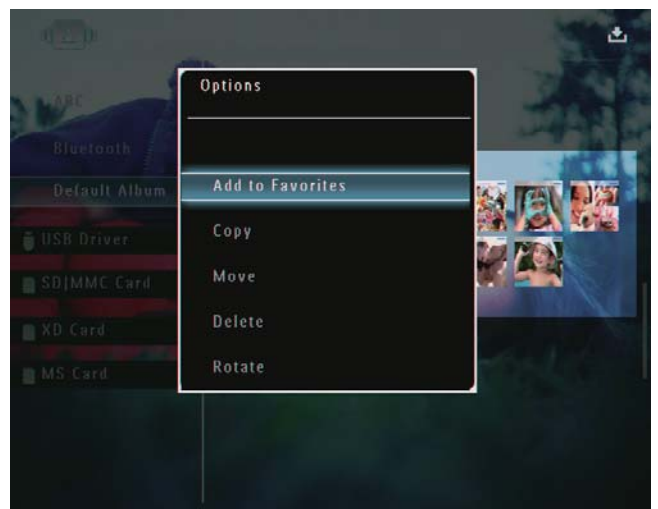 ABC
Bluetooth
Default Album
USB Driver
SD|MMC Card
XD Card
MS Card
Options
Add to Favorites
Copy
Move
Delete
Rotate